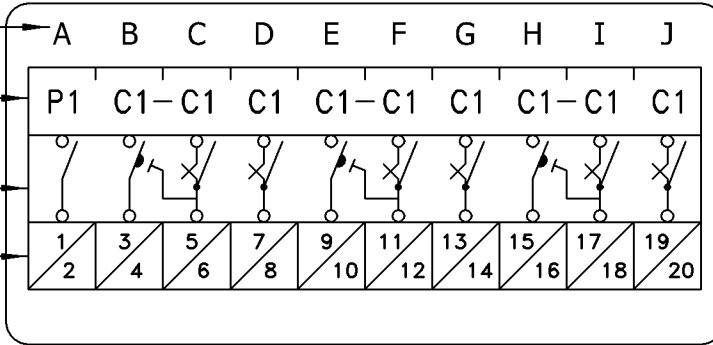 A B C D E F G H I J
P1 C1-C1 C1 C1-C1 C1 C1-C1 C1
1 3 5 7 9 11 13 15 17 19
2 4 6 8 10 12 14 16 18 20